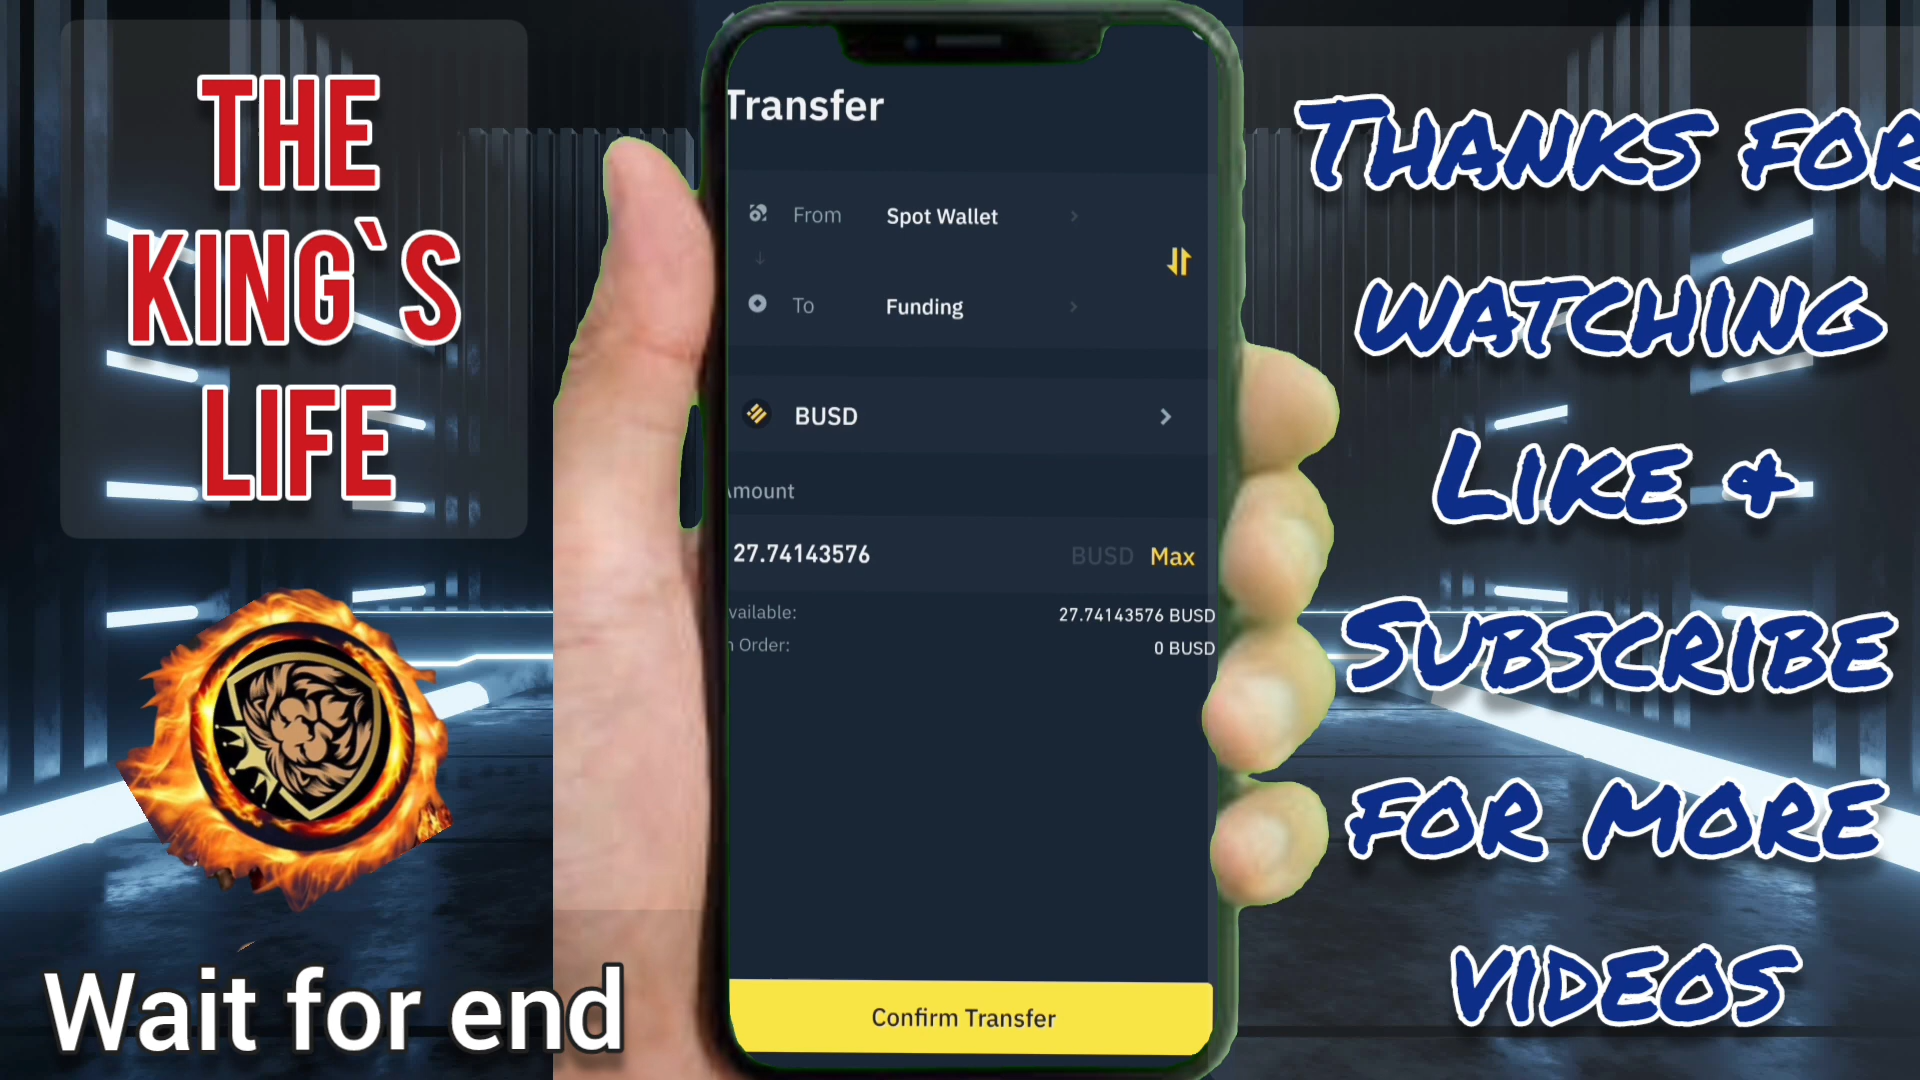 THE
KING`S
LIFE
Wait for end
Transfer
From Spot Wallet
To Funding
BUSD
mount
27.74143576 BUSD Max
vailable: 27.74143576 BUSD
n Order: 0 BUSD
Confirm Transfer
THANKS FOR
WATCHING
LIKE &
SUBSCRIBE
FOR MORE
VIDEOS